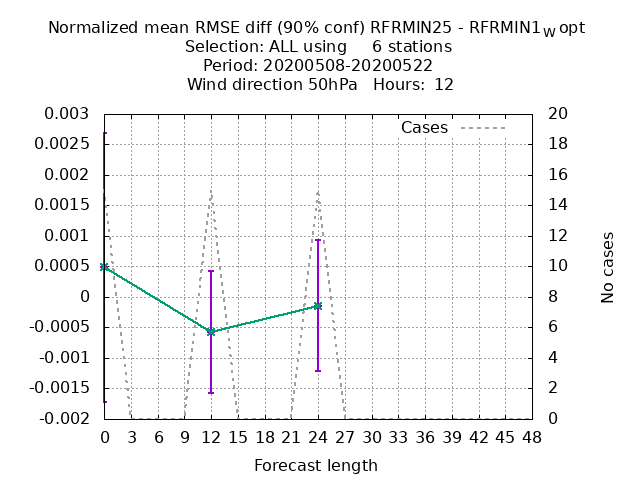 Normalized mean RMSE diff (90% conf) RFRMIN25 - RFRMIN1W opt
Selection: ALL using 6 stations
Period: 20200508-20200522
Wind direction 50hPa Hours: 12
Cases
0.003
0.0025
0.002
0.0015
0.001
0.0005
0
-0.0005
-0.001
-0.0015
-0.002
20
18
16
14
12
10
8
6
4
2
0
No cases
0 3 6 9 12 15 18 21 24 27 30 33 36 39 42 45 48
Forecast length